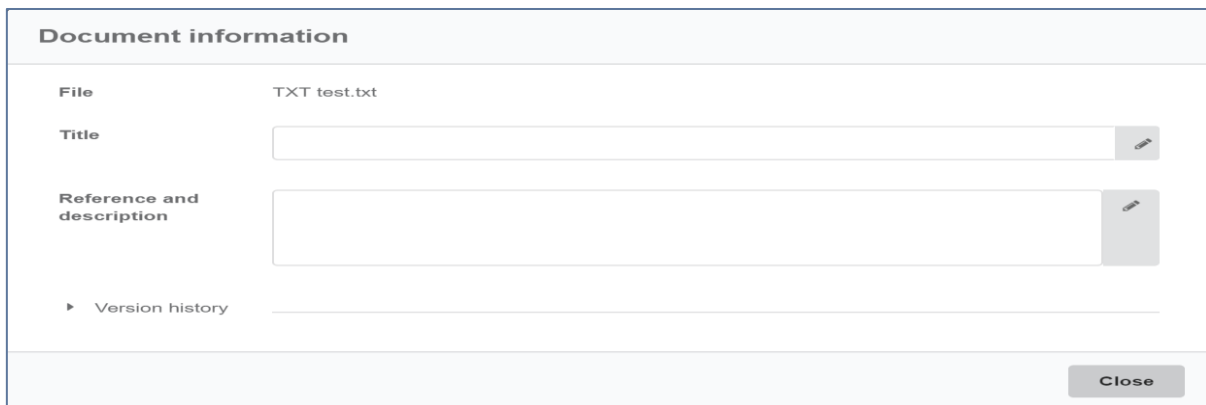 Document information
File
TXT test.txt
Title
Reference and
description
Version history
Close